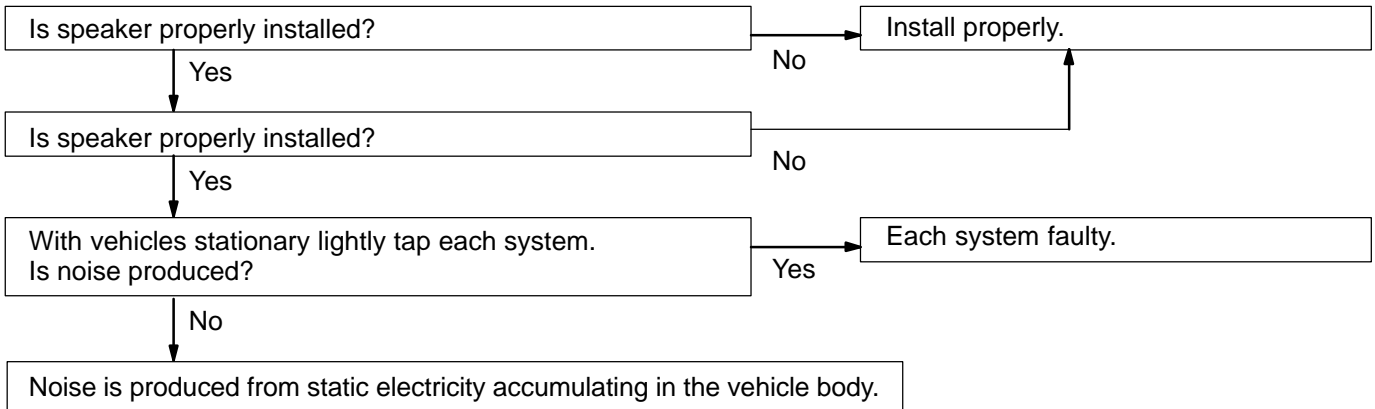 Is speaker properly installed?
No
Install properly.
Yes
Is speaker properly installed?
No
Yes
With vehicles stationary lightly tap each system.
Is noise produced?
Yes
Each system faulty.
No
Noise is produced from static electricity accumulating in the vehicle body.